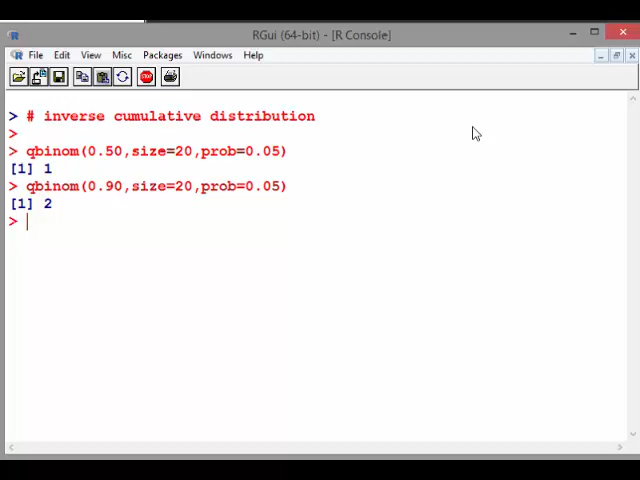 RGui (64-bit) - [R Console]
File Edit View Misc Packages Windows Help
STOP
> # inverse cumulative distribution
>
> qbinom(0.50,size=20,prob=0.05)
[1] 1
> qbinom(0.90,size=20,prob=0.05)
[1] 2
>